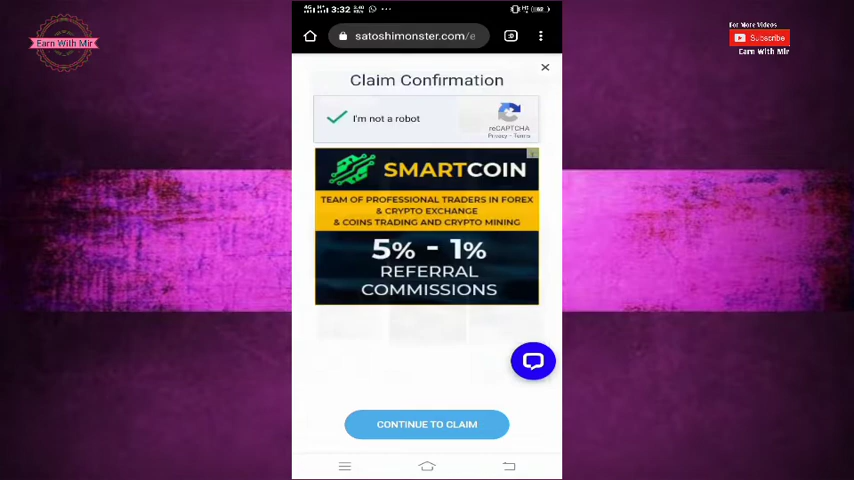 Earn With Mir
4G
3:32
62
satoshimonster.com/e
Claim Confirmation
I'm not a robot
reCAPTCHA
Privacy - Terms
SMARTCOIN
TEAM OF PROFESSIONAL TRADERS IN FOREX
& CRYPTO EXCHANGE
& COINS TRADING AND CRYPTO MINING
5% - 1%
REFERRAL
COMMISSIONS
CONTINUE TO CLAIM
For More Videos
Subscribe
Earn With Mir